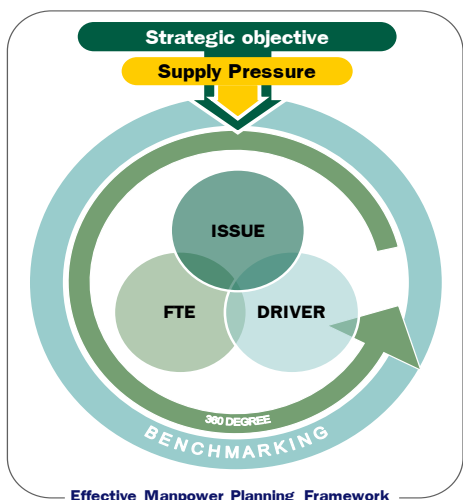 Strategic objective
Supply Pressure
ISSUE
FTE
DRIVER
360 DEGREE
BENCHMARKING
Effective Manpower Planning Framework